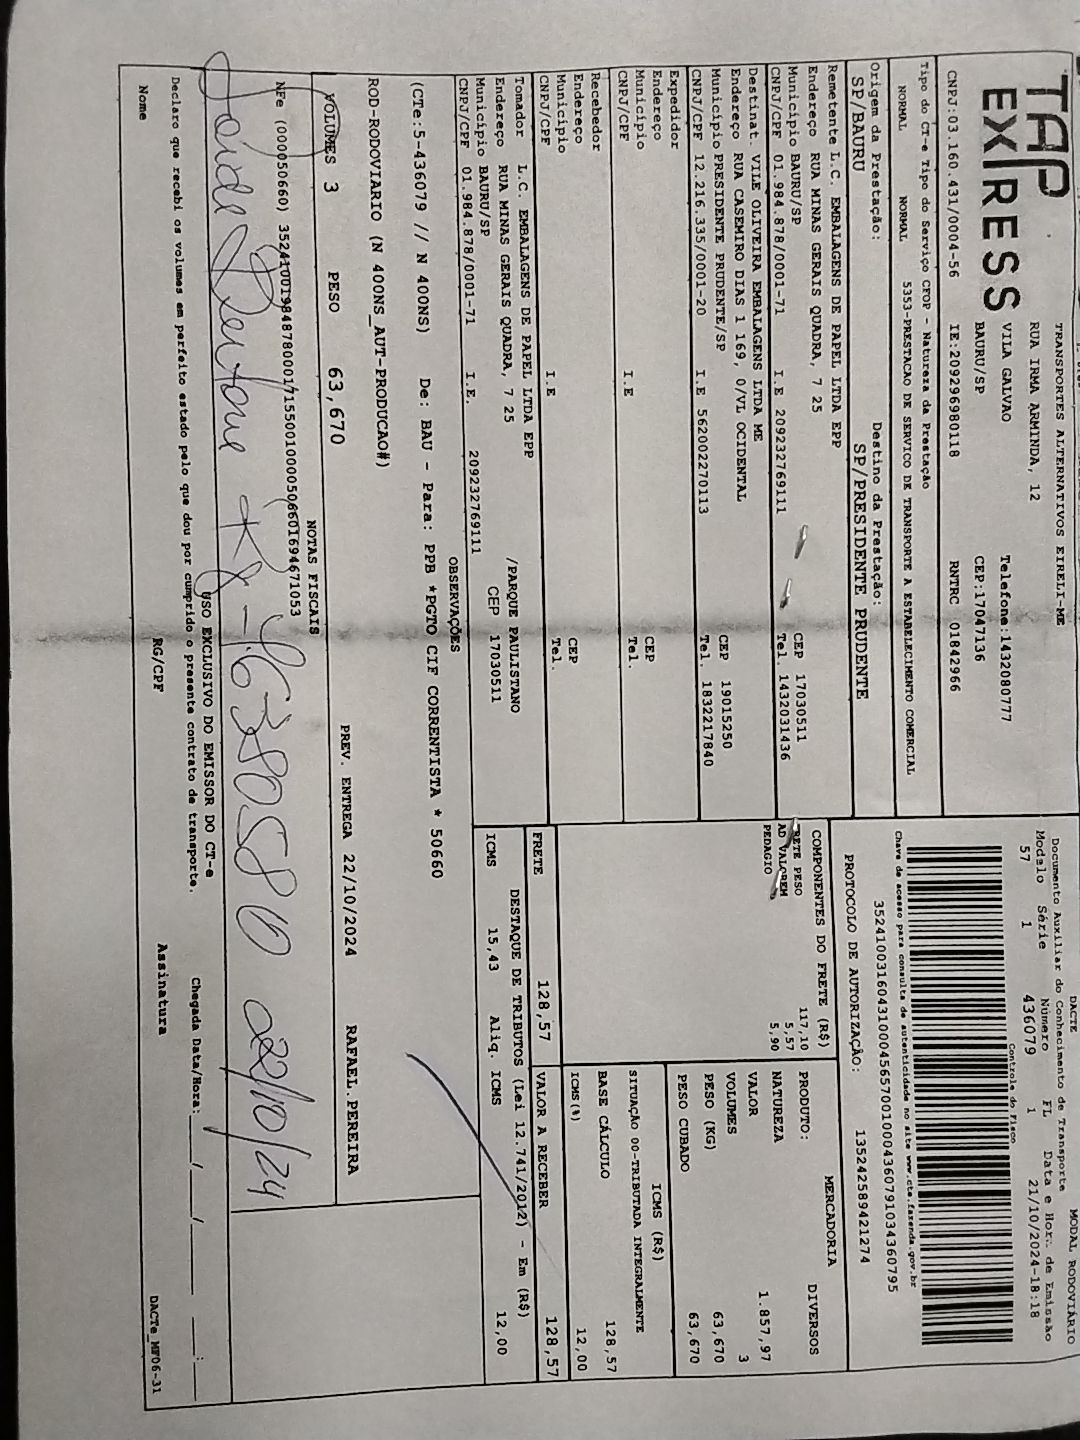 TAP EXPRESS
TRANSPORTES ALTERNATIVOS EIRELI-ME
RUA IRMA ARMINDA, 12 Telefone:1432080777
VILA GALVAO CEP:17047136
BAURU/SP
CNPJ:03.160.431/0004-56 IE:209296980118 RNTRC 01842966
DACTE MODAL RODOVIÁRIO
Documento Auxiliar do Conhecimento de Transporte
Modelo Série Número FL Data e Hor. de Emissão
57 1 436079 1 21/10/2024-18:18
Controle do Fisco
Chave de acesso para consulta de autenticidade no site www.cte.fazenda.gov.br
35241003160431000456570010004360791034360795
PROTOCOLO DE AUTORIZAÇÃO: 135242589421274
Tipo do CT-e Tipo do Serviço CFOP - Natureza da Prestação
NORMAL NORMAL 5353-PRESTACAO DE SERVICO DE TRANSPORTE A ESTABELECIMENTO COMERCIAL
Origem da Prestação: Destino da Prestação:
SP/BAURU SP/PRESIDENTE PRUDENTE
Remetente L.C. EMBALAGENS DE PAPEL LTDA EPP
Endereço RUA MINAS GERAIS QUADRA, 7 25
Município BAURU/SP CEP 17030511
CNPJ/CPF 01.984.878/0001-71 I.E 209232769111 Tel. 1432031436
Destinat. VILE OLIVEIRA EMBALAGENS LTDA ME
Endereço RUA CASEMIRO DIAS 1 169, 0/VL OCIDENTAL
Município PRESIDENTE PRUDENTE/SP CEP 19015250
CNPJ/CPF 12.216.335/0001-20 I.E 562002270113 Tel. 1832217840
Expedidor
Endereço
Município CEP
CNPJ/CPF I.E Tel.
Recebedor
Endereço
Município CEP
CNPJ/CPF I.E Tel.
Tomador L.C. EMBALAGENS DE PAPEL LTDA EPP
Endereço RUA MINAS GERAIS QUADRA, 7 25 /PARQUE PAULISTANO
Município BAURU/SP CEP 17030511
CNPJ/CPF 01.984.878/0001-71 I.E. 209232769111
COMPONENTES DO FRETE (R$)
FRETE PESO 117,10
AD VALOREM 5,57
PEDAGIO 5,90
MERCADORIA
PRODUTO: DIVERSOS
NATUREZA
VALOR 1.857,97
VOLUMES 3
PESO (KG) 63,670
PESO CUBADO 63,670
ICMS (R$)
SITUAÇÃO 00-TRIBUTADA INTEGRALMENTE
BASE CÁLCULO 128,57
ICMS(%) 12,00
FRETE 128,57 VALOR A RECEBER 128,57
DESTAQUE DE TRIBUTOS (Lei 12.741/2012) - Em (R$)
ICMS 15,43 Aliq. ICMS 12,00
OBSERVAÇÕES
(CTe:5-436079 // N 400NS) De: BAU - Para: PPB *PGTO CIF CORRENTISTA * 50660
ROD-RODOVIARIO (N 400NS_AUT-PRODUCAO#)
VOLUMES 3 PESO 63,670 PREV. ENTREGA 22/10/2024 RAFAEL.PEREIRA
NOTAS FISCAIS
NFe (000050660) 35241001984878000171550010000506601694671053
22/10/24
USO EXCLUSIVO DO EMISSOR DO CT-e
Declaro que recebi os volumes em perfeito estado pelo que dou por cumprido o presente contrato de transporte. Chegada Data/Hora: __/__/____ __:__
Nome RG/CPF Assinatura
DACTe_MF06-31